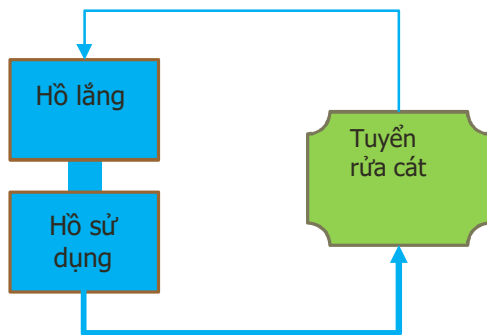 Hồ lắng
Tuyển
rửa cát
Hồ sử
dụng